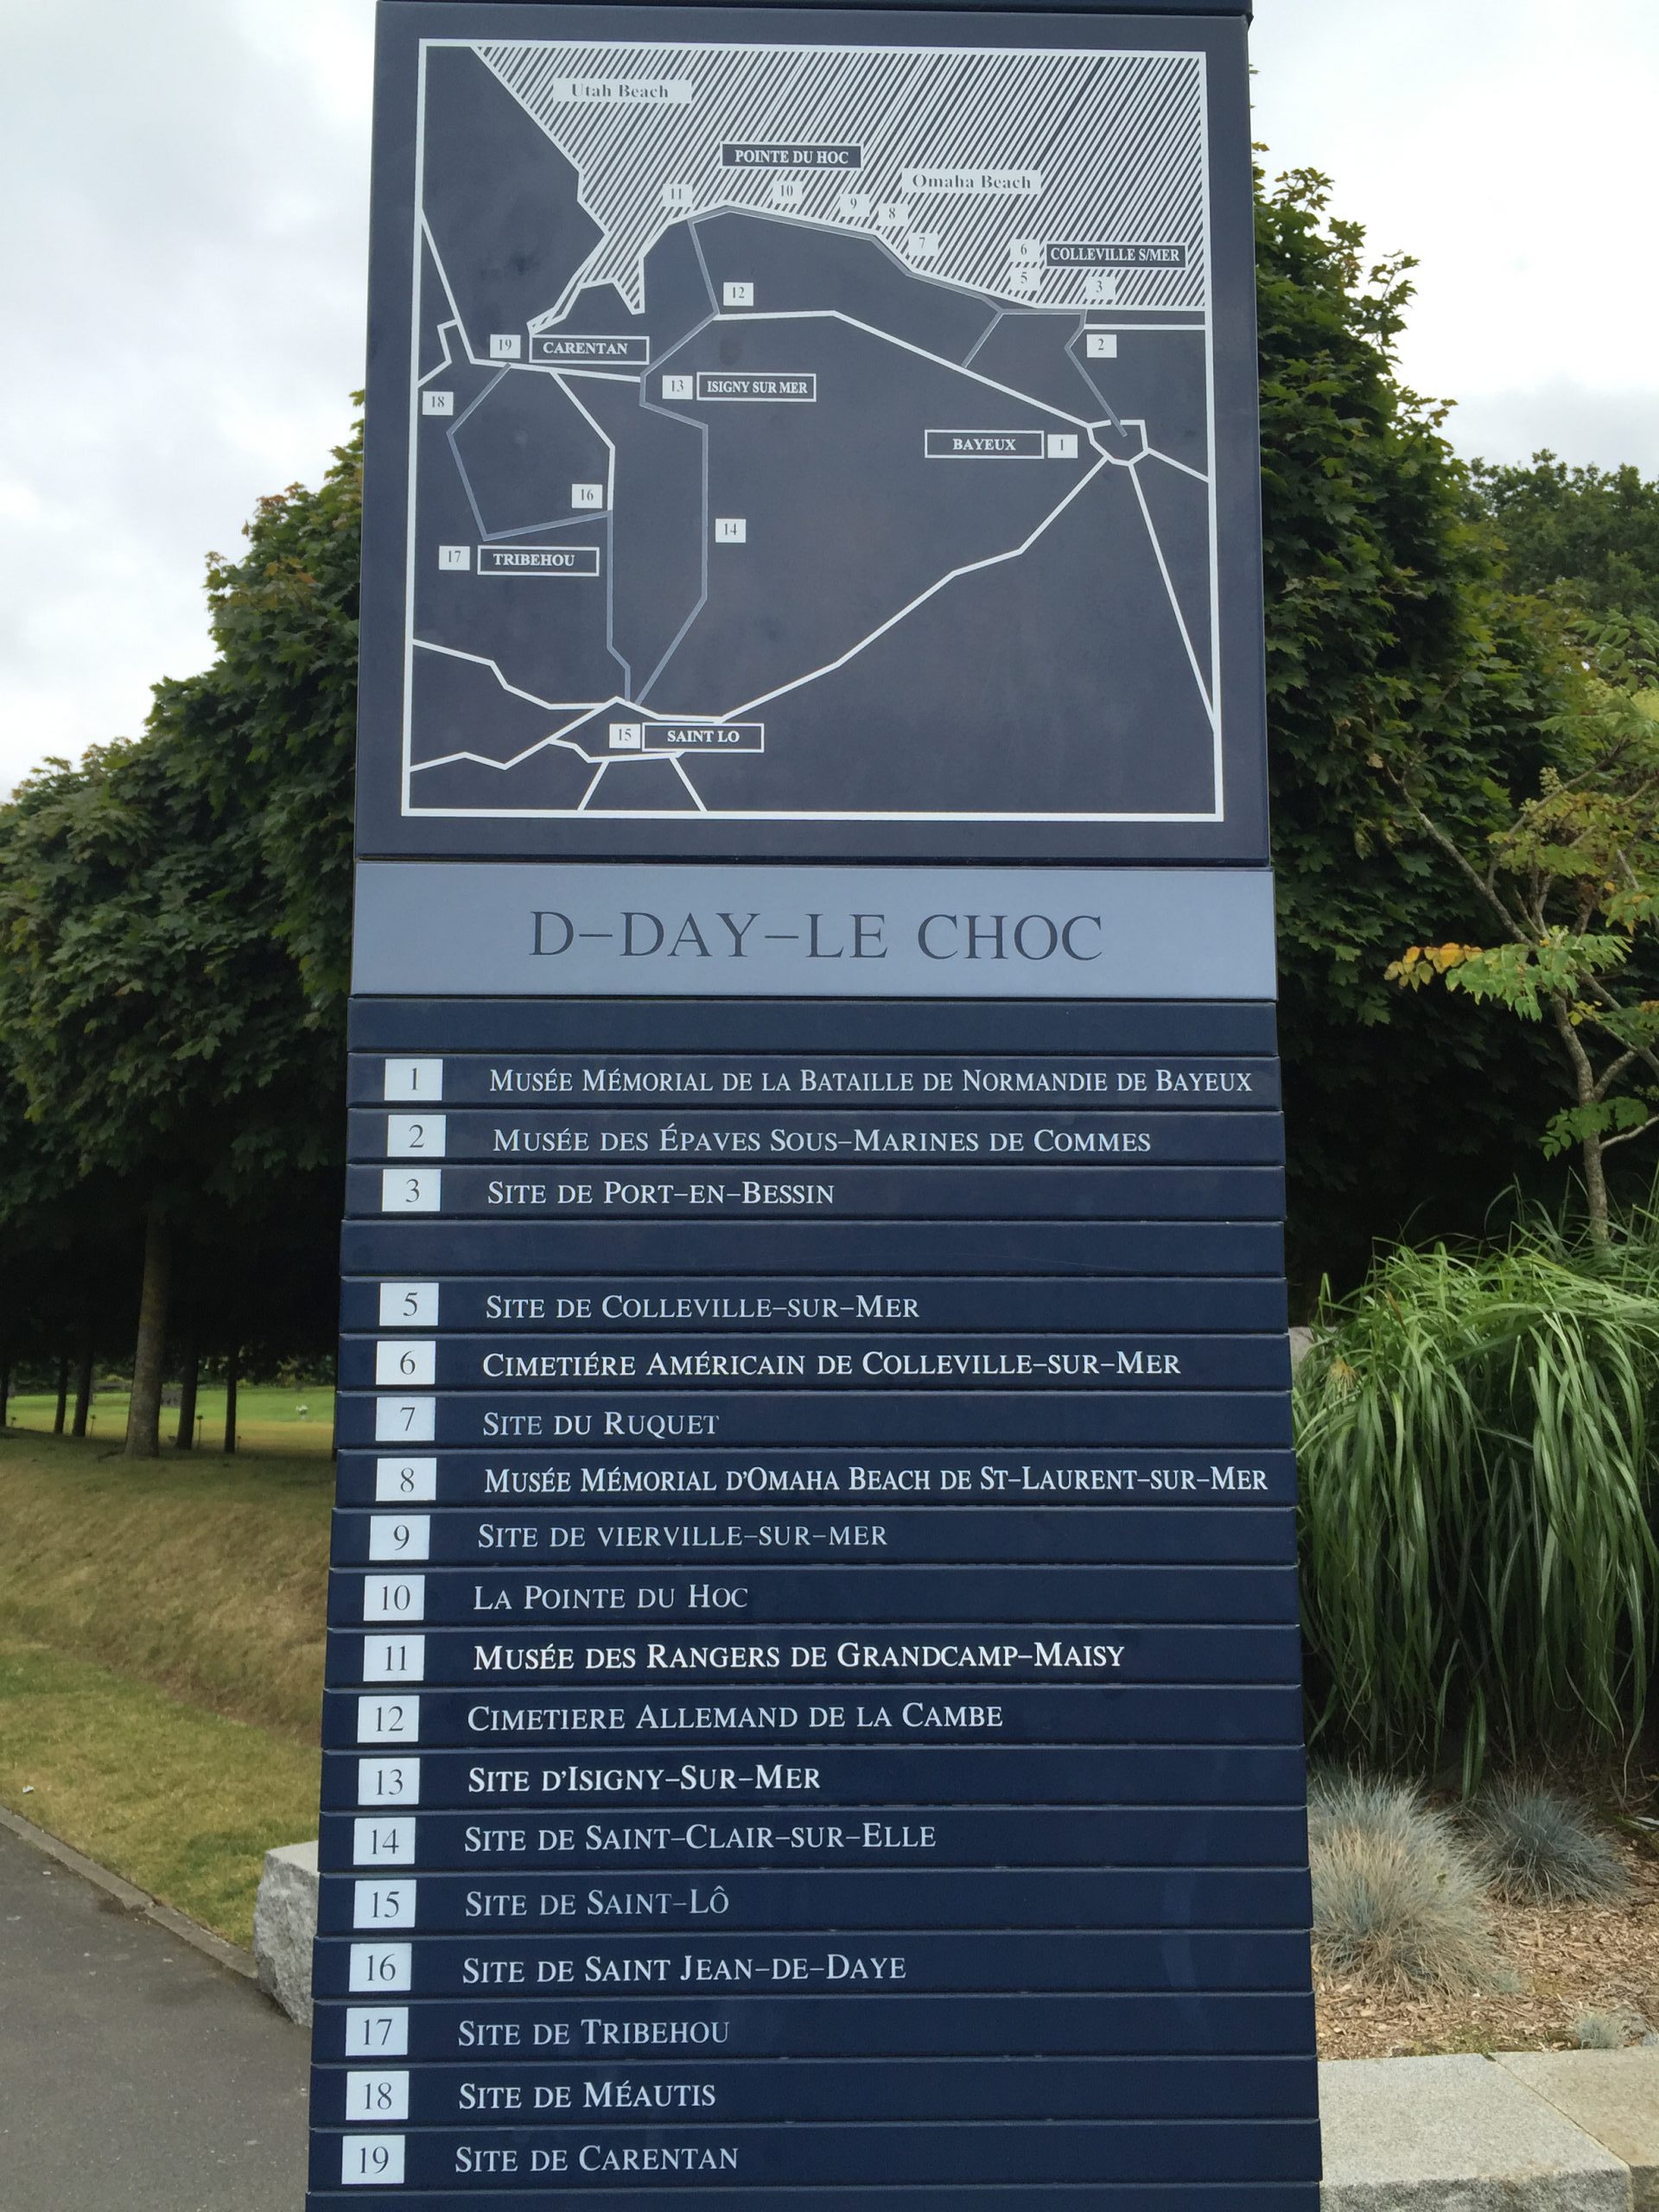 Utah Beach
POINTE DU HOC
Omaha Beach
11
10
9
8
7
6
COLLEVILLE S/MER
5
3
12
2
19 CARENTAN
13 ISIGNY SUR MER
18
BAYEUX 1
16
14
17 TRIBEHOU
15 SAINT LO
D-DAY-LE CHOC
1 MUSÉE MÉMORIAL DE LA BATAILLE DE NORMANDIE DE BAYEUX
2 MUSÉE DES ÉPAVES SOUS-MARINES DE COMMES
3 SITE DE PORT-EN-BESSIN
5 SITE DE COLLEVILLE-SUR-MER
6 CIMETIÉRE AMÉRICAIN DE COLLEVILLE-SUR-MER
7 SITE DU RUQUET
8 MUSÉE MÉMORIAL D'OMAHA BEACH DE ST-LAURENT-SUR-MER
9 SITE DE VIERVILLE-SUR-MER
10 LA POINTE DU HOC
11 MUSÉE DES RANGERS DE GRANDCAMP-MAISY
12 CIMETIERE ALLEMAND DE LA CAMBE
13 SITE D'ISIGNY-SUR-MER
14 SITE DE SAINT-CLAIR-SUR-ELLE
15 SITE DE SAINT-LÔ
16 SITE DE SAINT JEAN-DE-DAYE
17 SITE DE TRIBEHOU
18 SITE DE MÉAUTIS
19 SITE DE CARENTAN